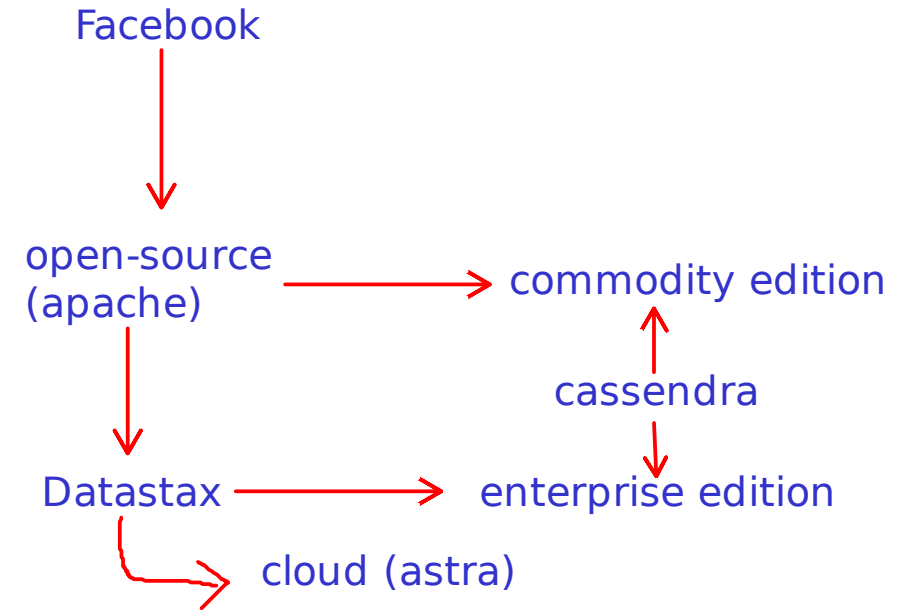 Facebook
open-source
(apache)
commodity edition
cassendra
Datastax
enterprise edition
cloud (astra)